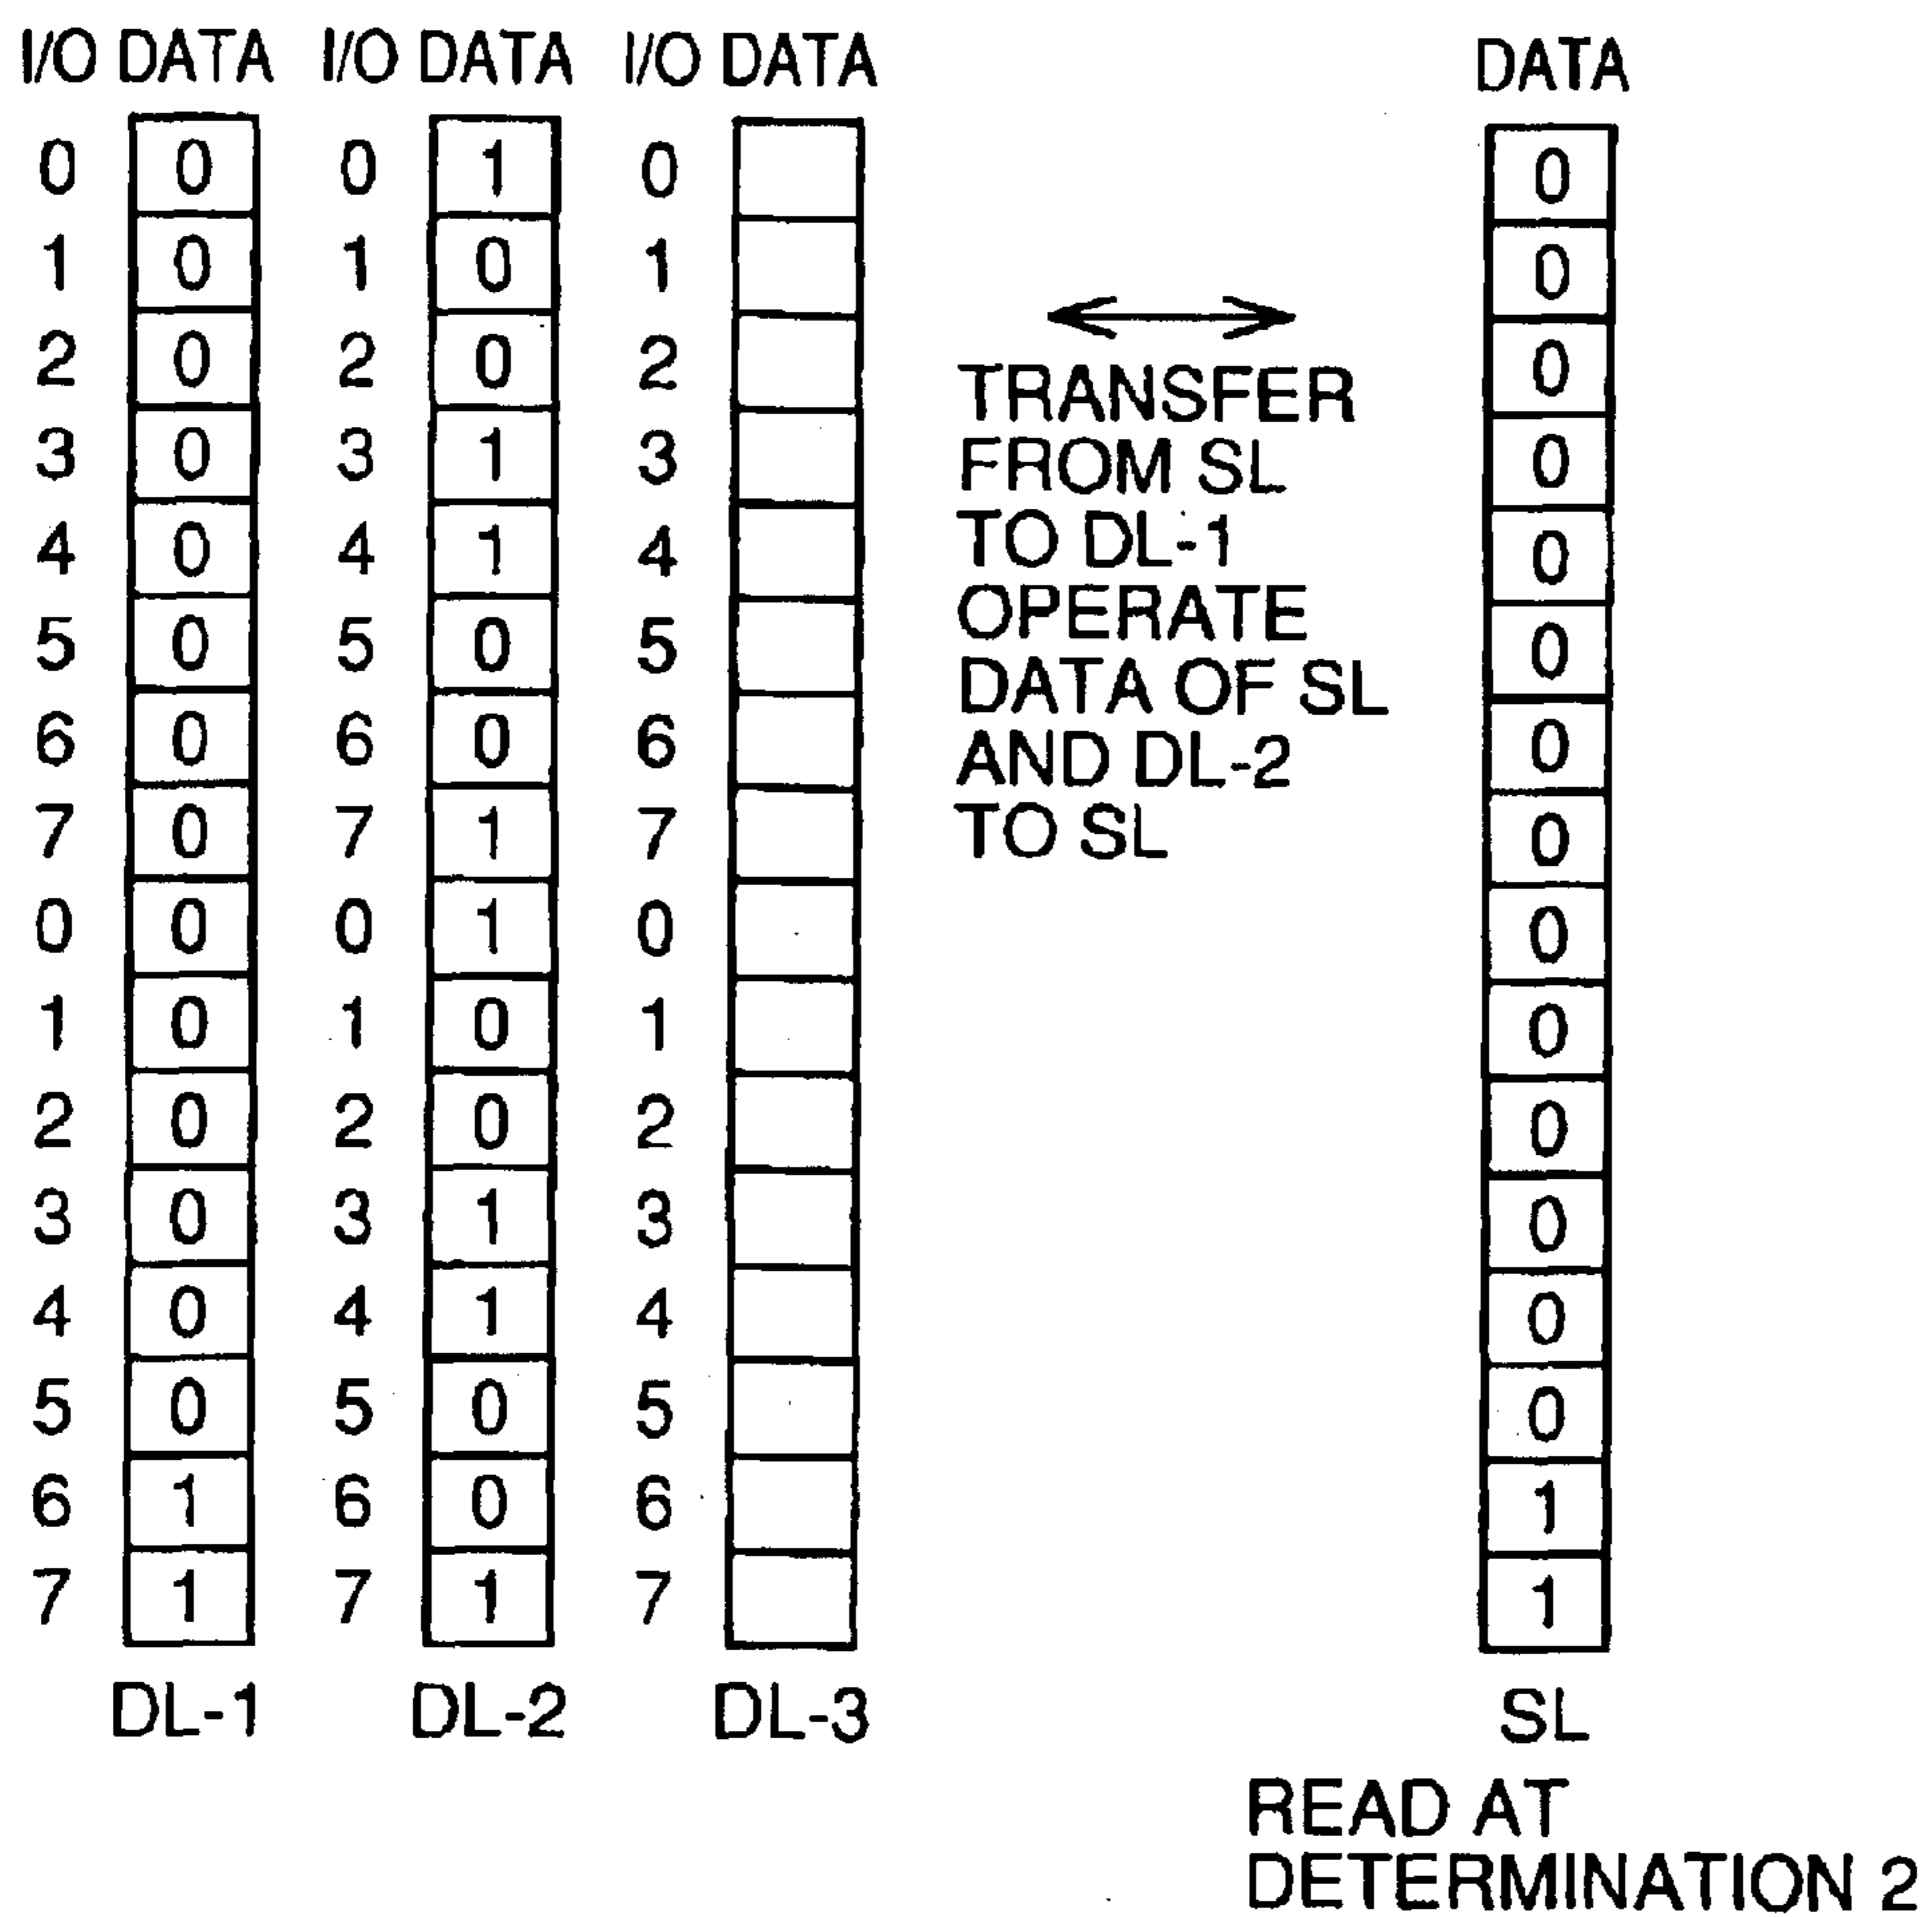 I/O DATA I/O DATA I/O DATA DATA
0 0 0 1 0 0
1 0 1 0 1 0
2 0 2 0 2 0
3 0 3 1 3 0
4 0 4 1 4 0
5 0 5 0 5 0
6 0 6 0 6 0
7 0 7 1 7 0
0 0 0 1 0 0
1 0 1 0 1 0
2 0 2 0 2 0
3 0 3 1 3 0
4 0 4 1 4 0
5 0 5 0 5 0
6 1 6 0 6 1
7 1 7 1 7 1
TRANSFER
FROM SL
TO DL-1
OPERATE
DATA OF SL
AND DL-2
TO SL
DL-1 DL-2 DL-3 SL
READ AT
DETERMINATION 2